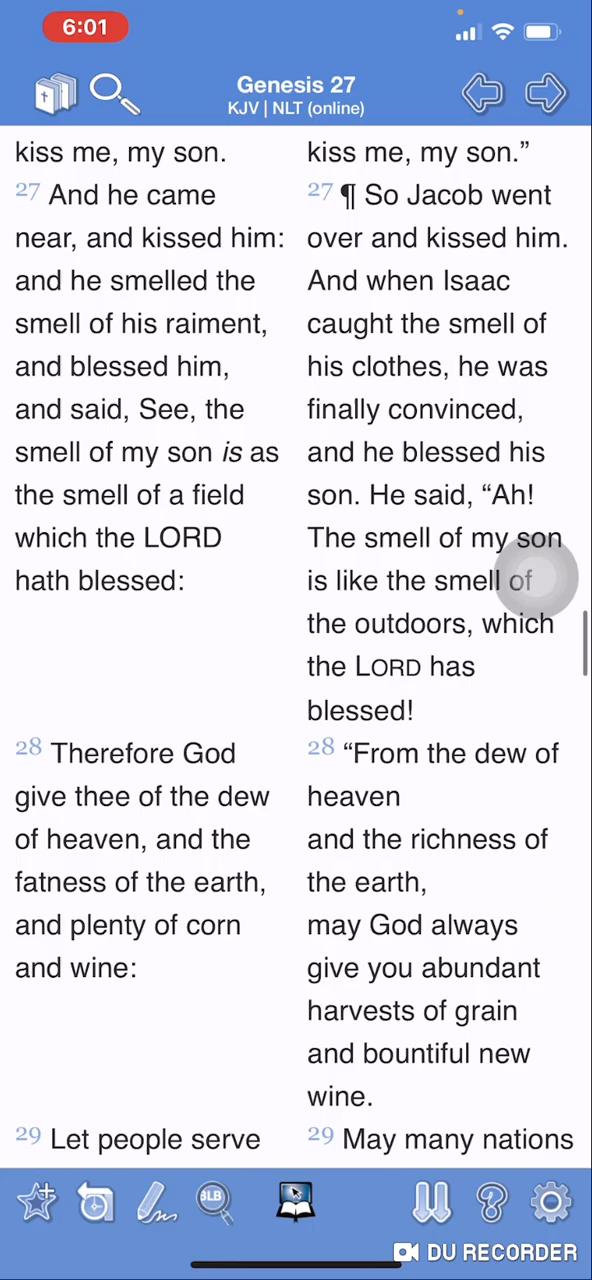 6:01
Genesis 27
KJV | NLT (online)
kiss me, my son.
27 And he came
near, and kissed him:
and he smelled the
smell of his raiment,
and blessed him,
and said, See, the
smell of my son is as
the smell of a field
which the LORD
hath blessed:
28 Therefore God
give thee of the dew
of heaven, and the
fatness of the earth,
and plenty of corn
and wine:
29 Let people serve
kiss me, my son.”
27 ¶ So Jacob went
over and kissed him.
And when Isaac
caught the smell of
his clothes, he was
finally convinced,
and he blessed his
son. He said, “Ah!
The smell of my son
is like the smell of
the outdoors, which
the LORD has
blessed!
28 “From the dew of
heaven
and the richness of
the earth,
may God always
give you abundant
harvests of grain
and bountiful new
wine.
29 May many nations
BLB
DU RECORDER